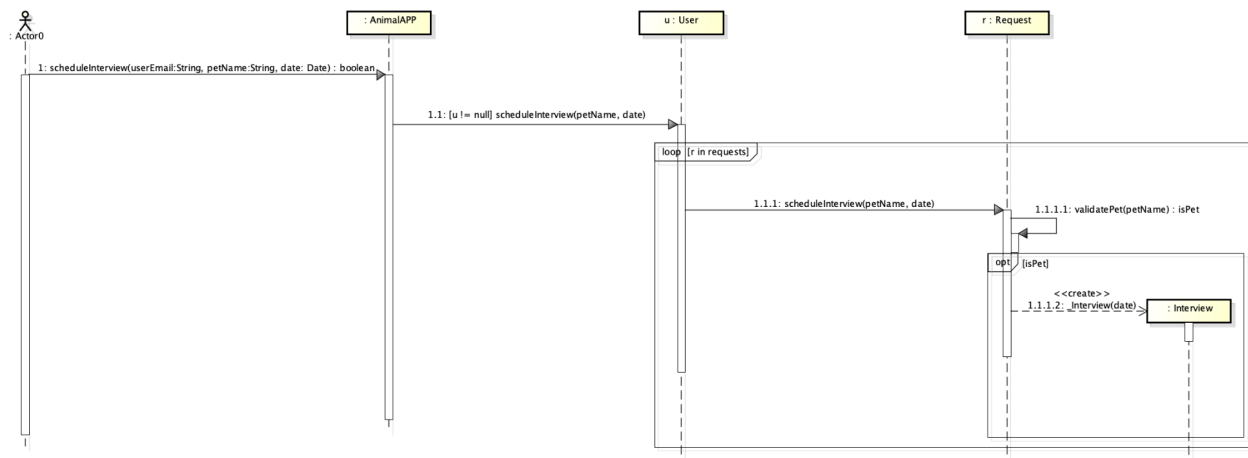 : Actor0
: AnimalAPP
u : User
r : Request
1: scheduleInterview(userEmail:String, petName:String, date: Date) : boolean
1.1: [u != null] scheduleInterview(petName, date)
loop [r in requests]
1.1.1: scheduleInterview(petName, date)
1.1.1.1: validatePet(petName) : isPet
opt [isPet]
<<create>>
1.1.1.2: _Interview(date)
: Interview